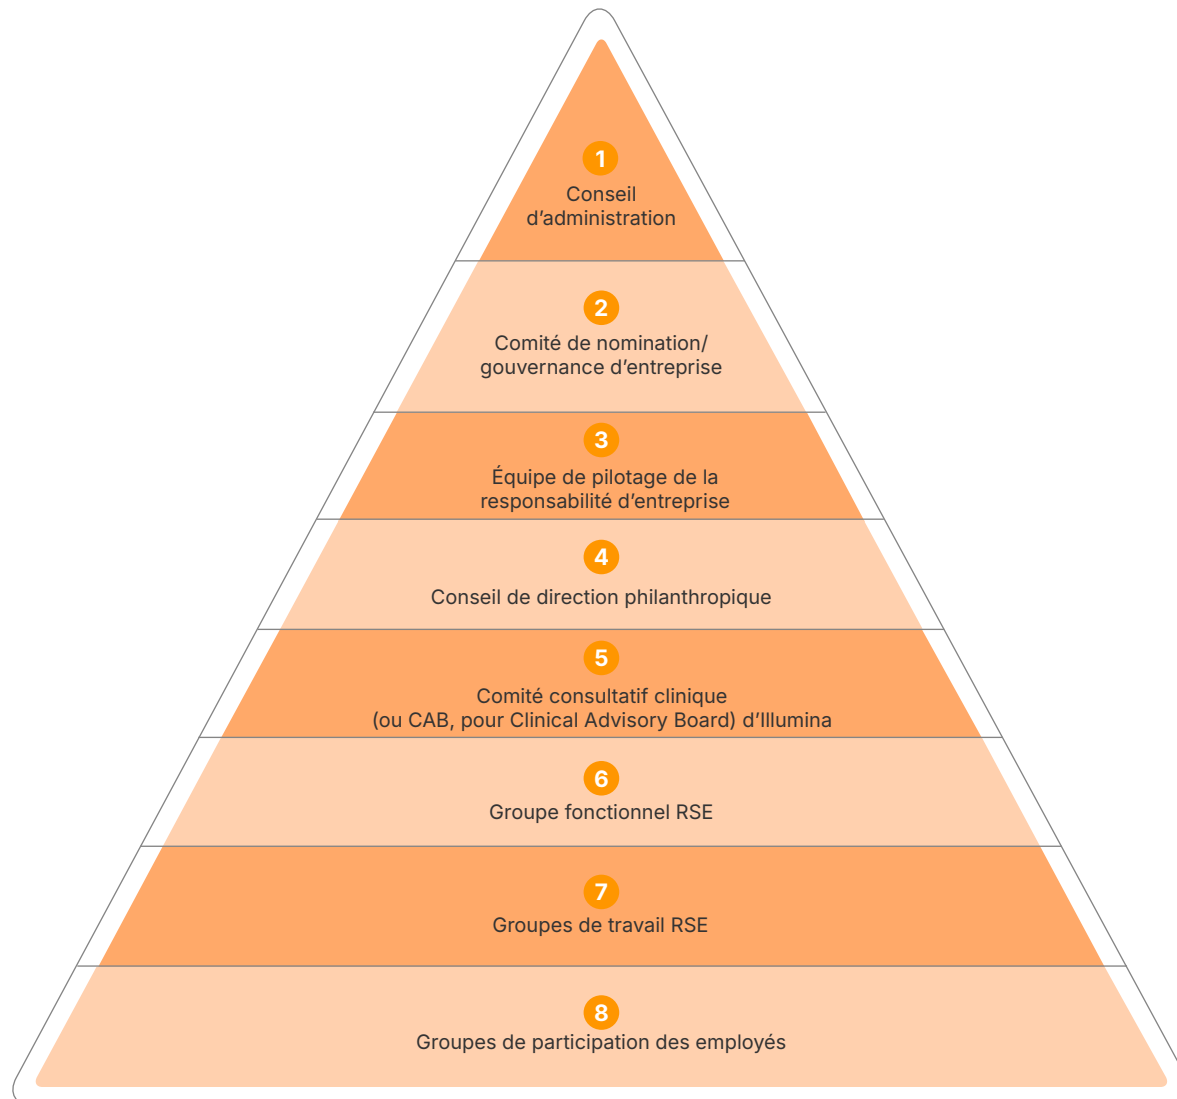 1
Conseil
d’administration
2
Comité de nomination/
gouvernance d’entreprise
3
Équipe de pilotage de la
responsabilité d’entreprise
4
Conseil de direction philanthropique
5
Comité consultatif clinique
(ou CAB, pour Clinical Advisory Board) d’Illumina
6
Groupe fonctionnel RSE
7
Groupes de travail RSE
8
Groupes de participation des employés